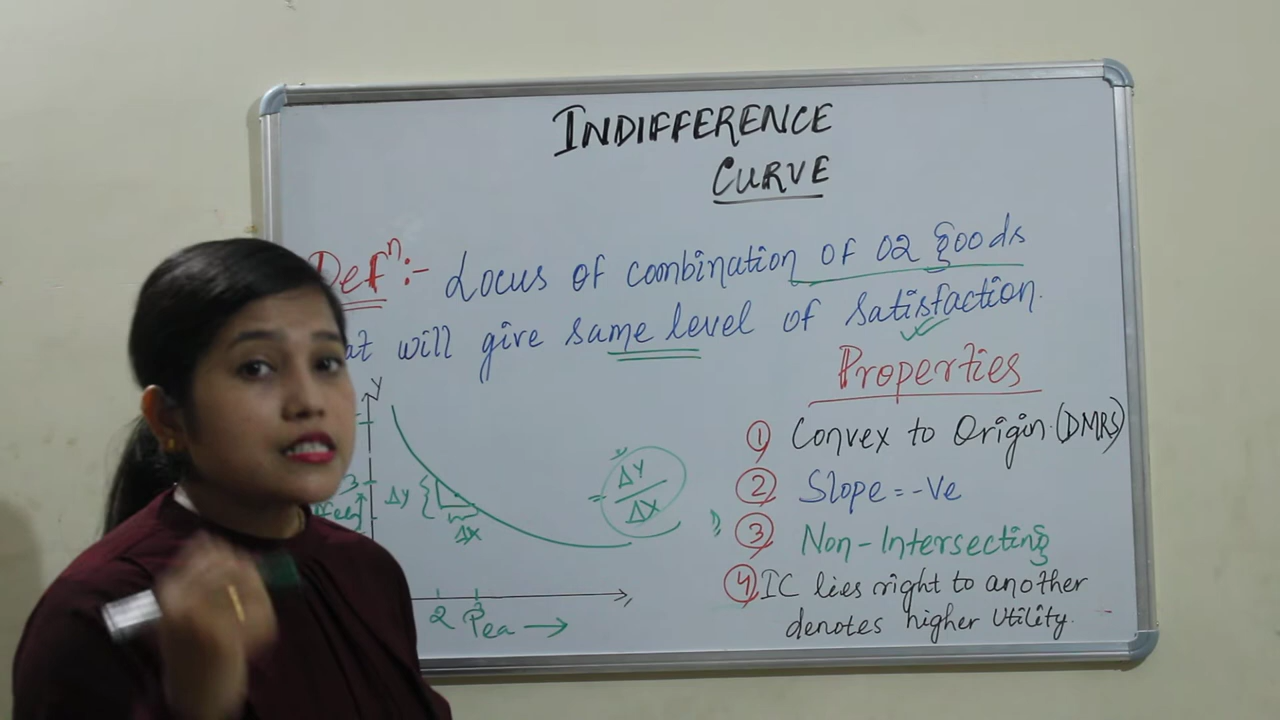 INDIFFERENCE
CURVE
Defⁿ:- Locus of combination of 02 goods
at will give same level of satisfaction.
Properties
① Convex to Origin.(DMRS)
② Slope=-Ve
③ Non-Intersecting
④ IC lies right to another
denotes higher Utility.
Y
3
ΔY
ΔX
= ΔY
ΔX
2 3
Pea →